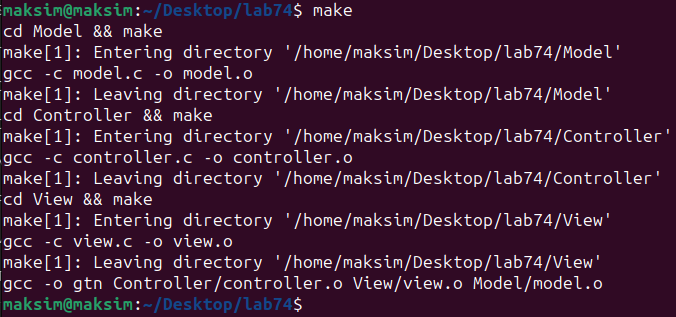 maksim@maksim:~/Desktop/lab74$ make
cd Model && make
make[1]: Entering directory '/home/maksim/Desktop/lab74/Model'
gcc -c model.c -o model.o
make[1]: Leaving directory '/home/maksim/Desktop/lab74/Model'
cd Controller && make
make[1]: Entering directory '/home/maksim/Desktop/lab74/Controller'
gcc -c controller.c -o controller.o
make[1]: Leaving directory '/home/maksim/Desktop/lab74/Controller'
cd View && make
make[1]: Entering directory '/home/maksim/Desktop/lab74/View'
gcc -c view.c -o view.o
make[1]: Leaving directory '/home/maksim/Desktop/lab74/View'
gcc -o gtn Controller/controller.o View/view.o Model/model.o
maksim@maksim:~/Desktop/lab74$